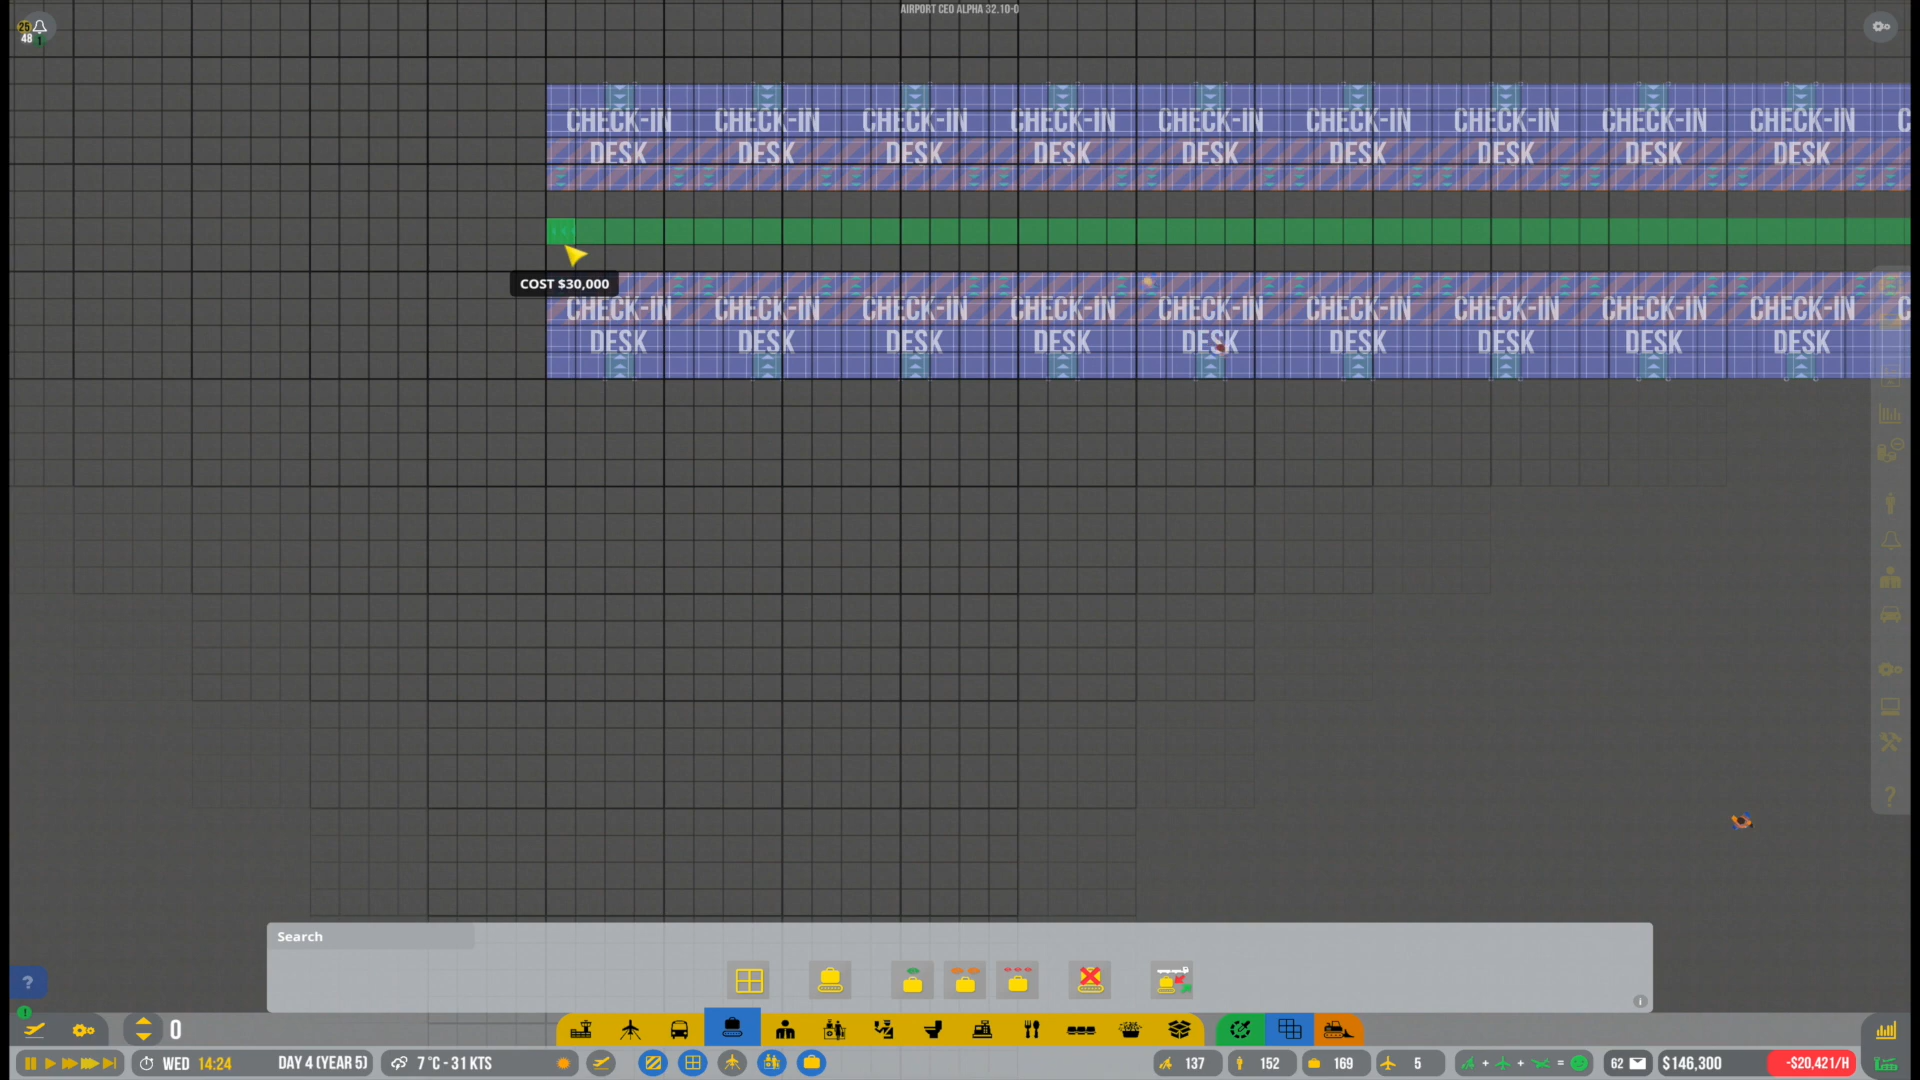 AIRPORT CEO ALPHA 32.10-0
25
48
CHECK-IN CHECK-IN CHECK-IN CHECK-IN CHECK-IN CHECK-IN CHECK-IN CHECK-IN CHECK-IN C
DESK DESK DESK DESK DESK DESK DESK DESK DESK
COST $30,000
CHECK-IN CHECK-IN CHECK-IN CHECK-IN CHECK-IN CHECK-IN CHECK-IN CHECK-IN CHECK-IN C
DESK DESK DESK DESK DESK DESK DESK DESK DESK
?
Search
?
i
!
0
WED 14:24 DAY 4 (YEAR 5) 7°C - 31 KTS 137 152 169 5 + + = 62 $146,300 -$20,421/H